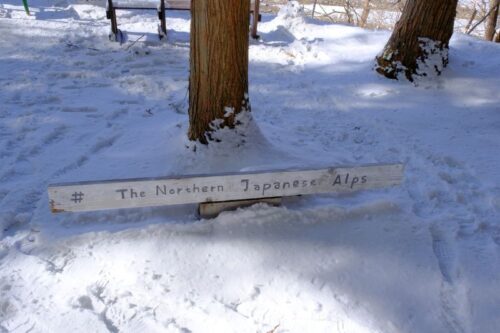 # The Northern Japanese Alps